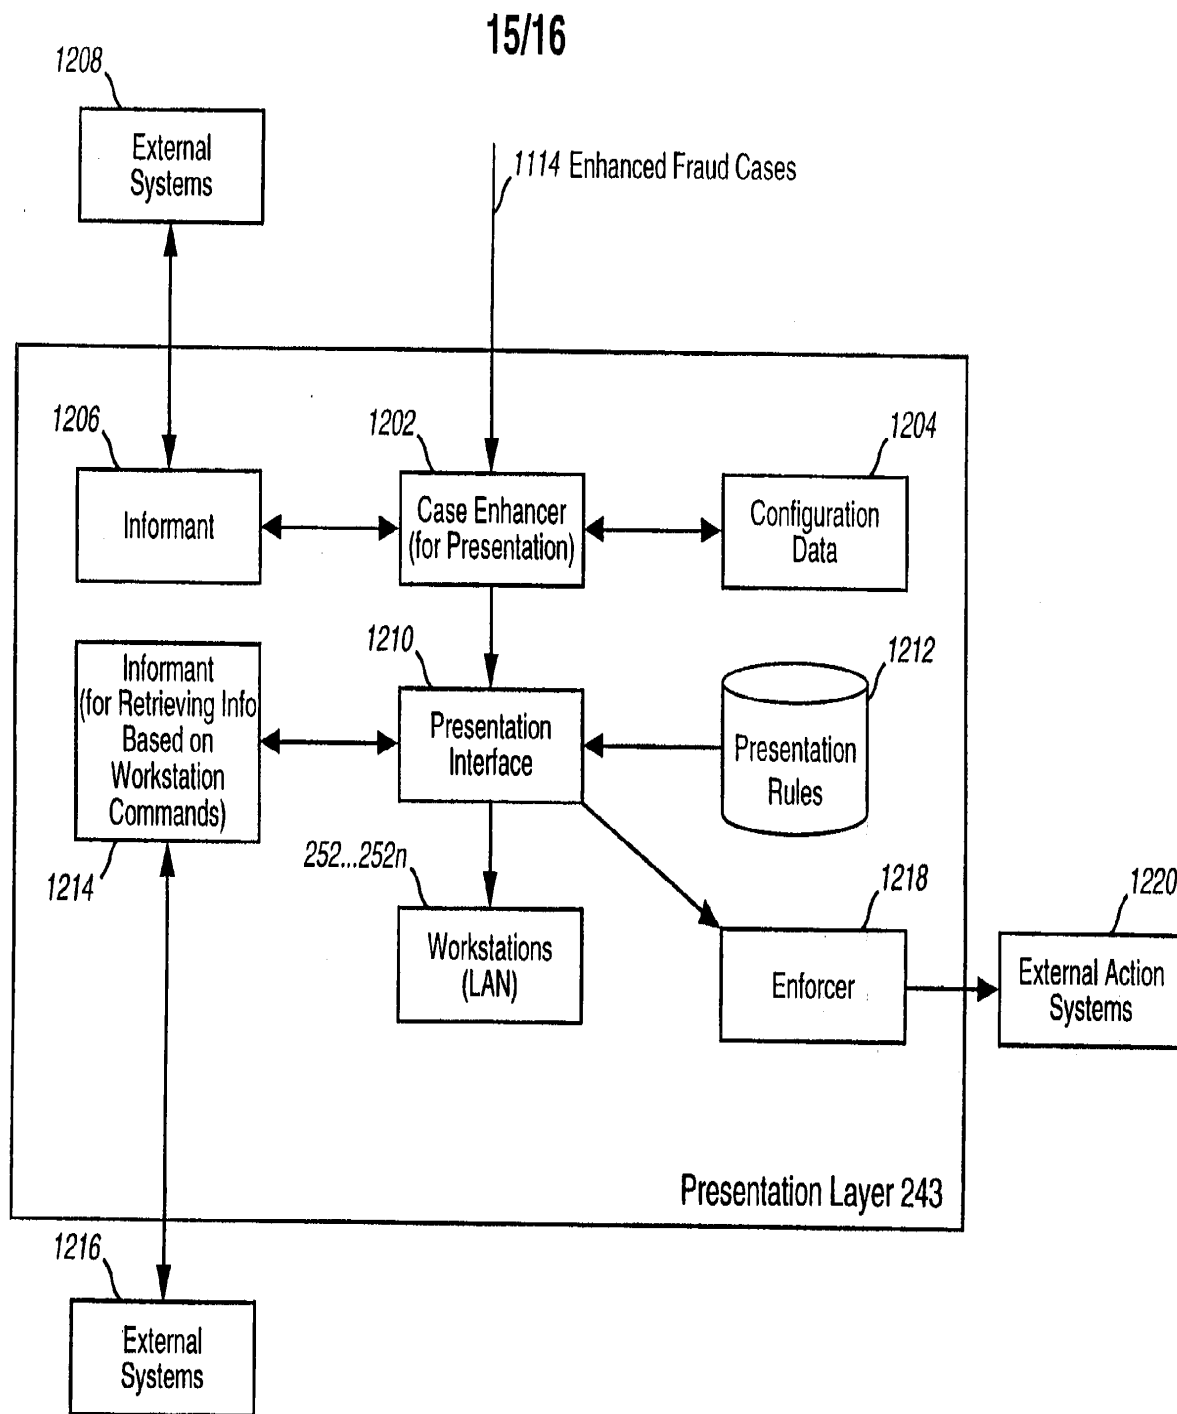 15/16
1208
External
Systems
1114 Enhanced Fraud Cases
1206
Informant
1202
Case Enhancer
(for Presentation)
1204
Configuration
Data
Informant
(for Retrieving Info
Based on
Workstation
Commands)
1214
1210
Presentation
Interface
1212
Presentation
Rules
252...252n
Workstations
(LAN)
1218
Enforcer
1220
External Action
Systems
Presentation Layer 243
1216
External
Systems